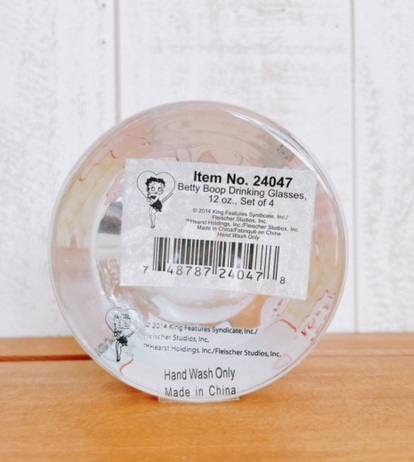 Item No. 24047
Betty Boop Drinking Glasses,
12 oz., Set of 4
© 2014 King Features Syndicate, Inc./
Fleischer Studios, Inc.
™Hearst Holdings, Inc./Fleischer Studios, Inc.
Made in China/Fabriqué en Chine
Hand Wash Only
7 48787 24047 8
© 2014 King Features Syndicate, Inc./
Fleischer Studios, Inc.
™Hearst Holdings, Inc./Fleischer Studios, Inc.
Hand Wash Only
Made in China